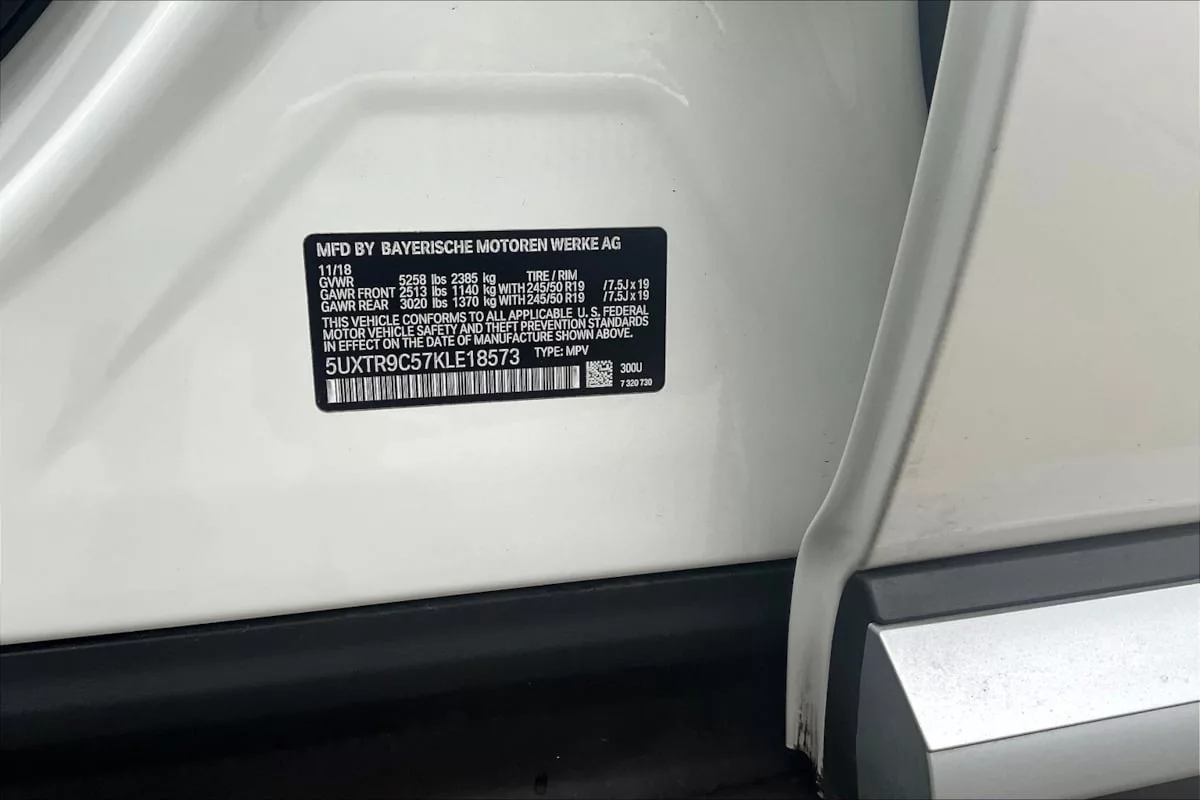 MFD BY BAYERISCHE MOTOREN WERKE AG
11/18
GVWR 5258 lbs 2385 kg TIRE / RIM
GAWR FRONT 2513 lbs 1140 kg WITH 245/50 R19 /7.5J x 19
GAWR REAR 3020 lbs 1370 kg WITH 245/50 R19 /7.5J x 19
THIS VEHICLE CONFORMS TO ALL APPLICABLE U.S. FEDERAL
MOTOR VEHICLE SAFETY AND THEFT PREVENTION STANDARDS
IN EFFECT ON THE DATE OF MANUFACTURE SHOWN ABOVE.
5UXTR9C57KLE18573 TYPE: MPV
300U
7 320 730